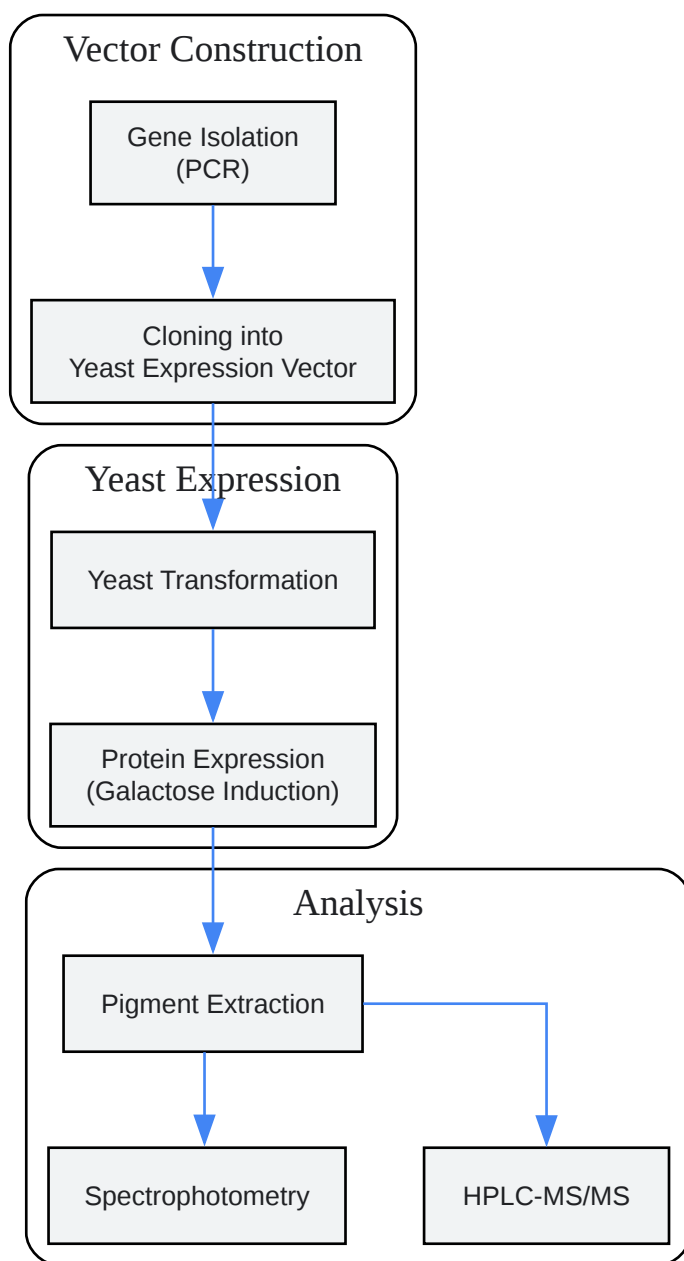 Vector Construction
Gene Isolation
(PCR)
Cloning into
Yeast Expression Vector
Yeast Expression
Yeast Transformation
Protein Expression
(Galactose Induction)
Analysis
Pigment Extraction
Spectrophotometry
HPLC-MS/MS